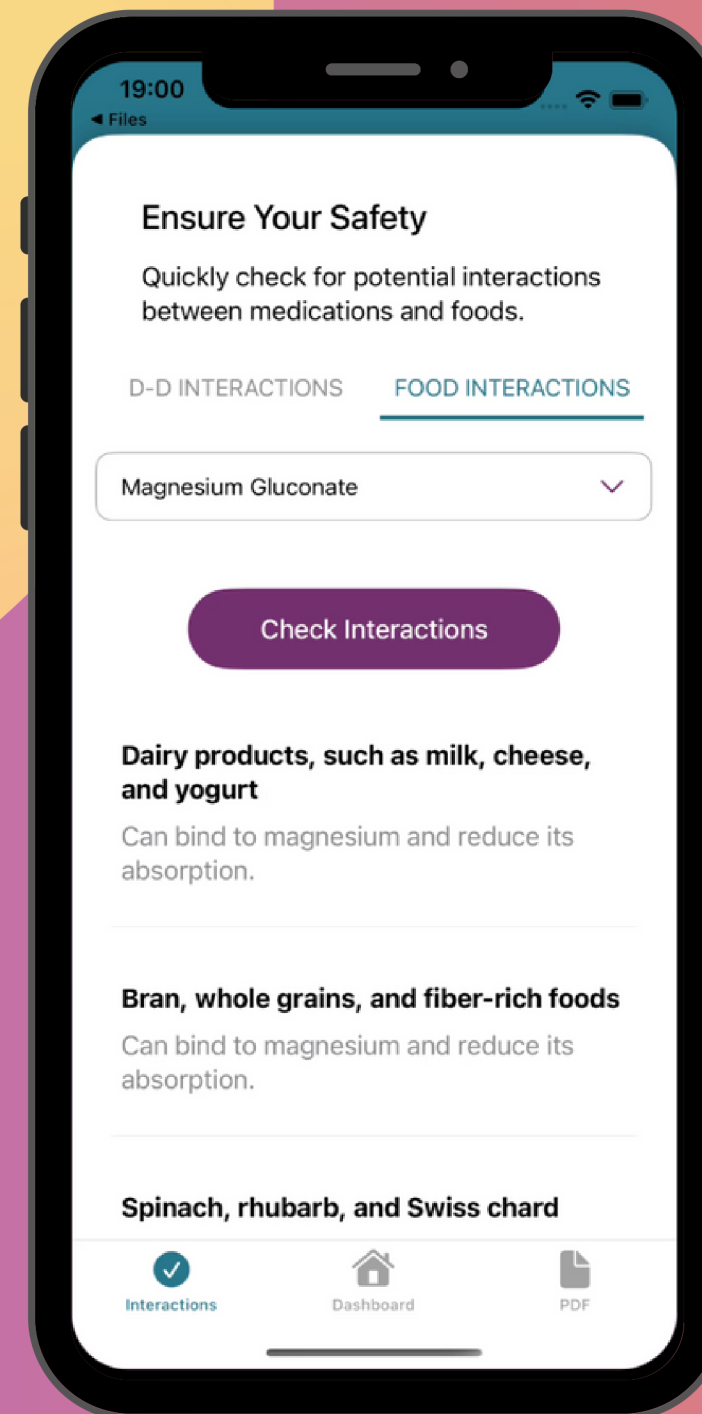 19:00
◀ Files
Ensure Your Safety
Quickly check for potential interactions
between medications and foods.
D-D INTERACTIONS FOOD INTERACTIONS
Magnesium Gluconate
Check Interactions
Dairy products, such as milk, cheese,
and yogurt
Can bind to magnesium and reduce its
absorption.
Bran, whole grains, and fiber-rich foods
Can bind to magnesium and reduce its
absorption.
Spinach, rhubarb, and Swiss chard
Interactions Dashboard PDF